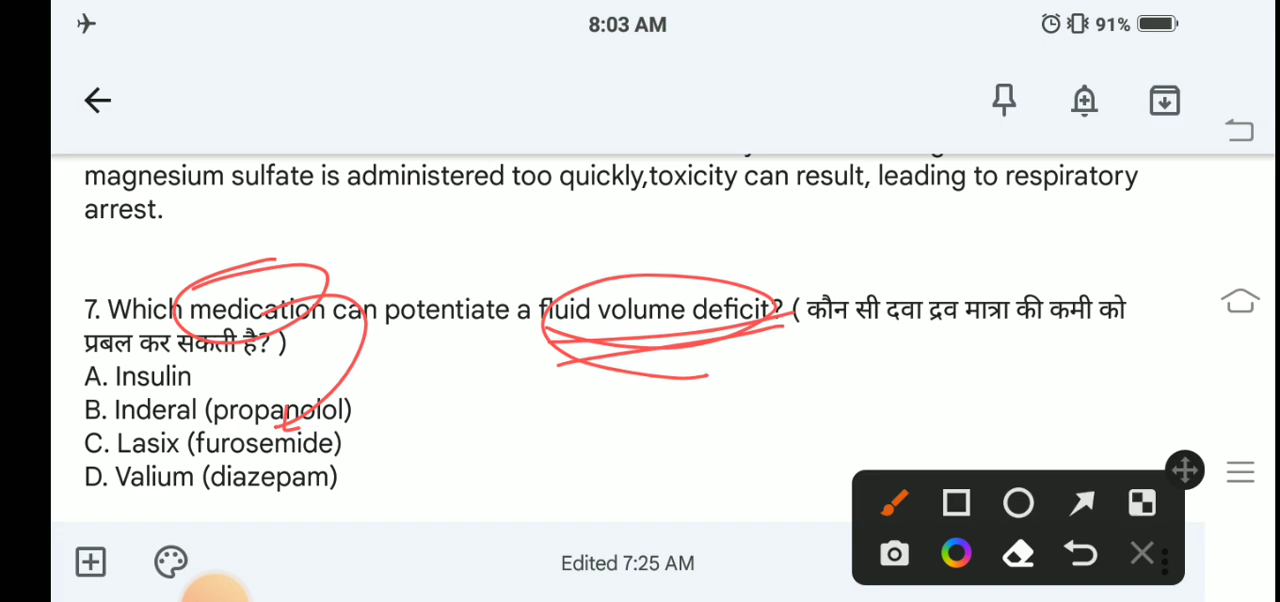 8:03 AM
91%
magnesium sulfate is administered too quickly,toxicity can result, leading to respiratory
arrest.
7. Which medication can potentiate a fluid volume deficit? ( कौन सी दवा द्रव मात्रा की कमी को
प्रबल कर सकती है? )
A. Insulin
B. Inderal (propanolol)
C. Lasix (furosemide)
D. Valium (diazepam)
Edited 7:25 AM